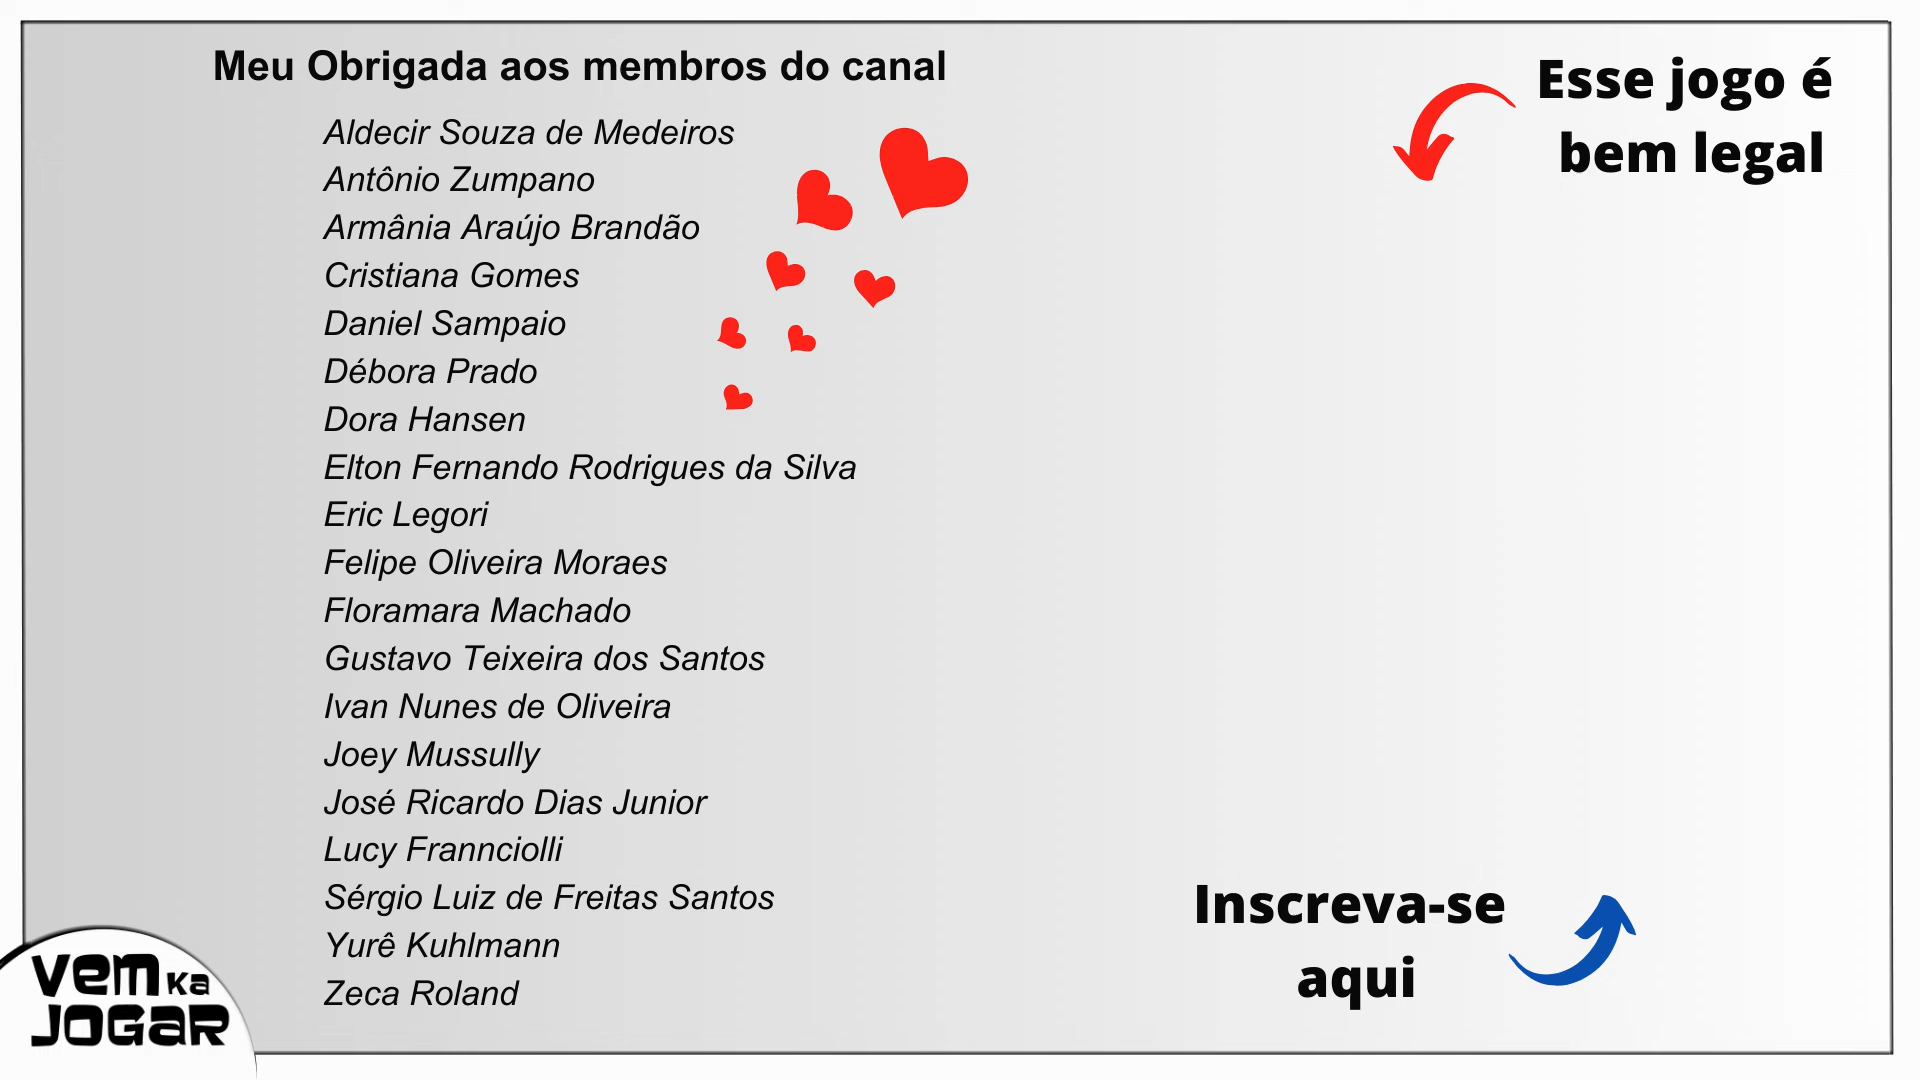 Meu Obrigada aos membros do canal
Aldecir Souza de Medeiros
Antônio Zumpano
Armânia Araújo Brandão
Cristiana Gomes
Daniel Sampaio
Débora Prado
Dora Hansen
Elton Fernando Rodrigues da Silva
Eric Legori
Felipe Oliveira Moraes
Floramara Machado
Gustavo Teixeira dos Santos
Ivan Nunes de Oliveira
Joey Mussully
José Ricardo Dias Junior
Lucy Grannciolli
Sérgio Luiz de Freitas Santos
Yurê Kuhlmann
Zeca Roland
Esse jogo é
bem legal
Inscreva-se
aqui
VEM KA
JOGAR